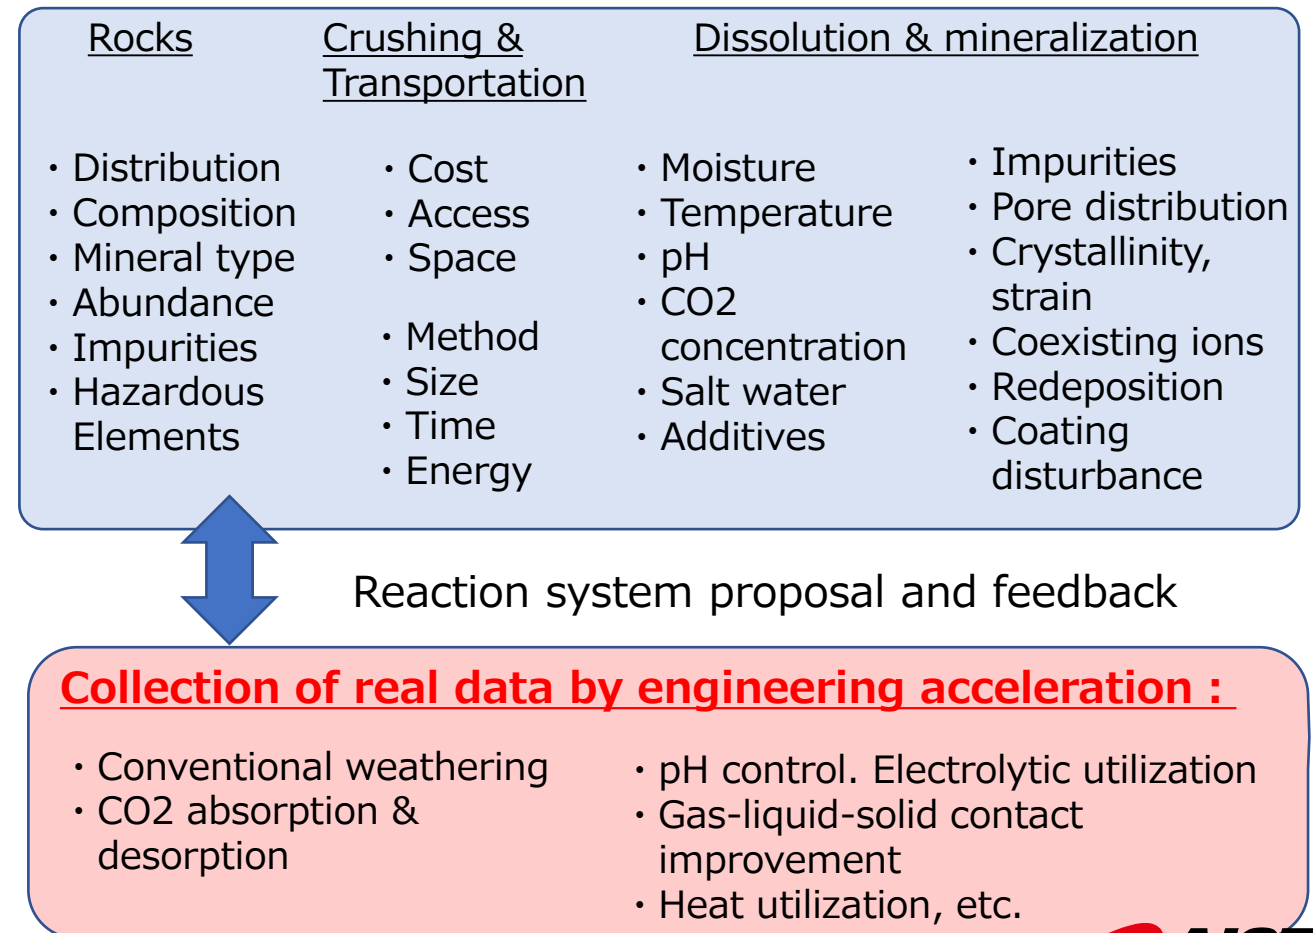 Rocks
・Distribution
・Composition
・Mineral type
・Abundance
・Impurities
・Hazardous
Elements
Crushing &
Transportation
・Cost
・Access
・Space
・Method
・Size
・Time
・Energy
Dissolution & mineralization
・Moisture
・Temperature
・pH
・CO2
concentration
・Salt water
・Additives
・Impurities
・Pore distribution
・Crystallinity,
strain
・Coexisting ions
・Redeposition
・Coating
disturbance
Reaction system proposal and feedback
Collection of real data by engineering acceleration :
・Conventional weathering
・CO2 absorption &
desorption
・pH control. Electrolytic utilization
・Gas-liquid-solid contact
improvement
・Heat utilization, etc.